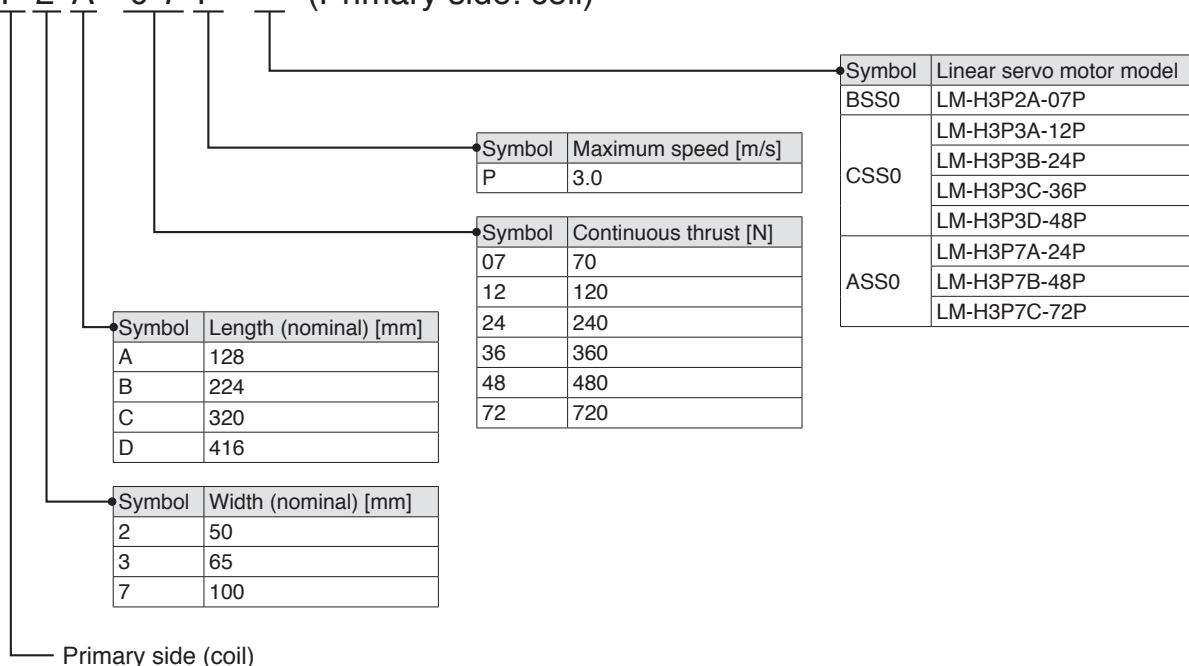 (Primary side: coil)
Symbol Linear servo motor model
BSS0 LM-H3P2A-07P
CSS0 LM-H3P3A-12P
LM-H3P3B-24P
LM-H3P3C-36P
LM-H3P3D-48P
ASS0 LM-H3P7A-24P
LM-H3P7B-48P
LM-H3P7C-72P
Symbol Maximum speed [m/s]
P 3.0
Symbol Continuous thrust [N]
07 70
12 120
24 240
36 360
48 480
72 720
Symbol Length (nominal) [mm]
A 128
B 224
C 320
D 416
Symbol Width (nominal) [mm]
2 50
3 65
7 100
Primary side (coil)